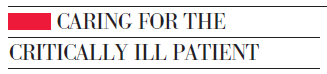 CARING FOR THE
CRITICALLY ILL PATIENT